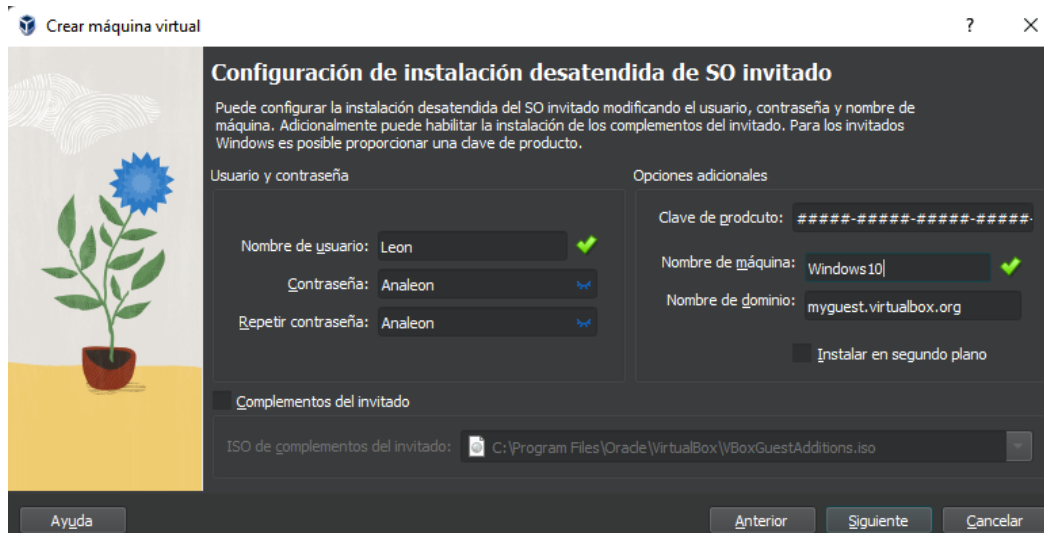 Crear máquina virtual
Configuración de instalación desatendida de SO invitado
Puede configurar la instalación desatendida del SO invitado modificando el usuario, contraseña y nombre de
máquina. Adicionalmente puede habilitar la instalación de los complementos del invitado. Para los invitados
Windows es posible proporcionar una clave de producto.
Usuario y contraseña
Nombre de usuario: Leon
Contraseña: Analeon
Repetir contraseña: Analeon
Opciones adicionales
Clave de prodcuto: #####-#####-#####-#####-
Nombre de máquina: Windows10
Nombre de dominio: myguest.virtualbox.org
Instalar en segundo plano
Complementos del invitado
ISO de complementos del invitado: C:\Program Files\Oracle\VirtualBox\VBoxGuestAdditions.iso
Ayuda Anterior Siguiente Cancelar